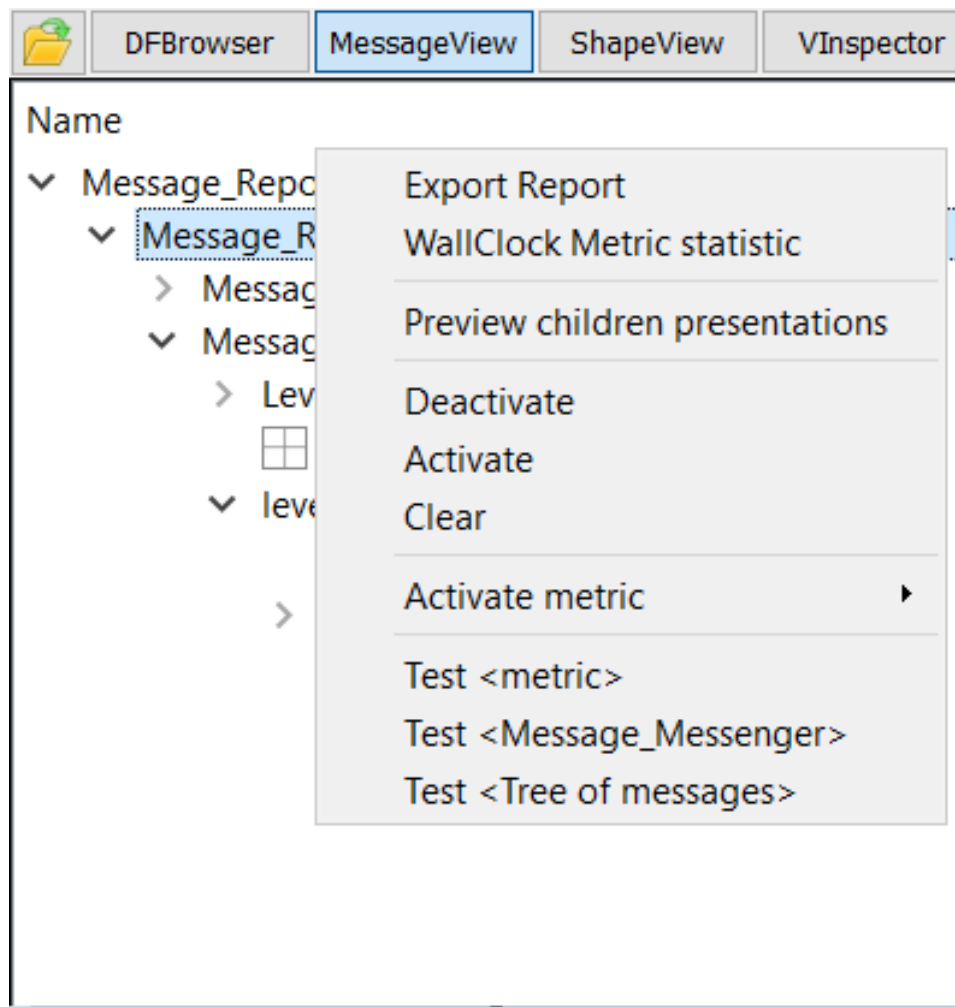 DFBrowser MessageView ShapeView VInspector
Name
Message_Repo
Message_R
Messag
Messag
Lev
leve
Export Report
WallClock Metric statistic
Preview children presentations
Deactivate
Activate
Clear
Activate metric
Test <metric>
Test <Message_Messenger>
Test <Tree of messages>